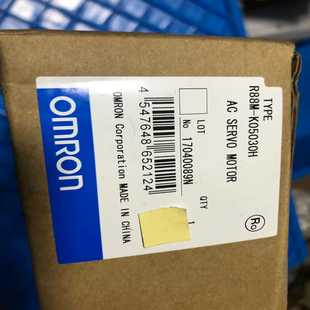 TYPE
R88M-K05030H
AC SERVO MOTOR
LOT
QTY
No 17040089N
1
4 547648 652124
OMRON Corporation MADE IN CHINA
OMRON
Ro